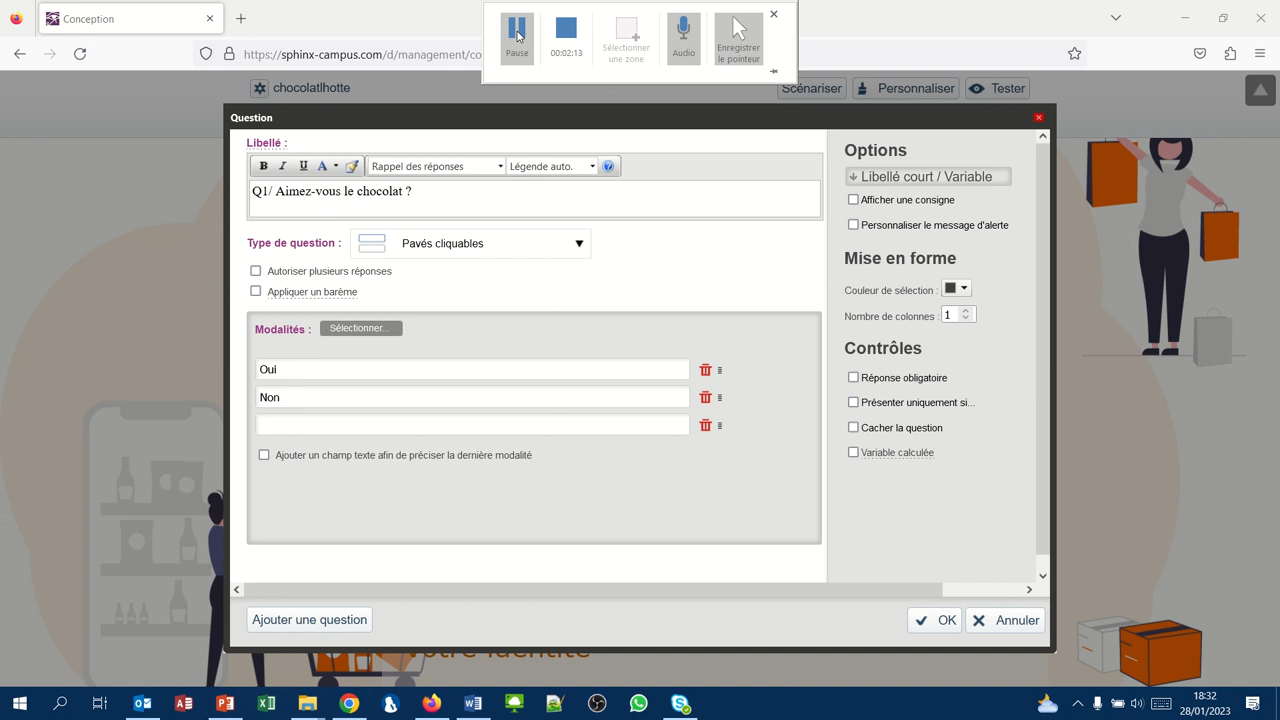 Conception
https://sphinx-campus.com/d/management/co
Pause
00:02:13
Sélectionner
une zone
Audio
Enregistrer
le pointeur
chocolatlhotte
Scénariser
Personnaliser
Tester
Question
Libellé :
B I U A Rappel des réponses Légende auto.
Q1/ Aimez-vous le chocolat ?
Type de question : Pavés cliquables
Autoriser plusieurs réponses
Appliquer un barème
Modalités : Sélectionner...
Oui
Non
Ajouter un champ texte afin de préciser la dernière modalité
Options
Libellé court / Variable
Afficher une consigne
Personnaliser le message d'alerte
Mise en forme
Couleur de sélection :
Nombre de colonnes : 1
Contrôles
Réponse obligatoire
Présenter uniquement si...
Cacher la question
Variable calculée
Ajouter une question
OK
Annuler
18:32
28/01/2023